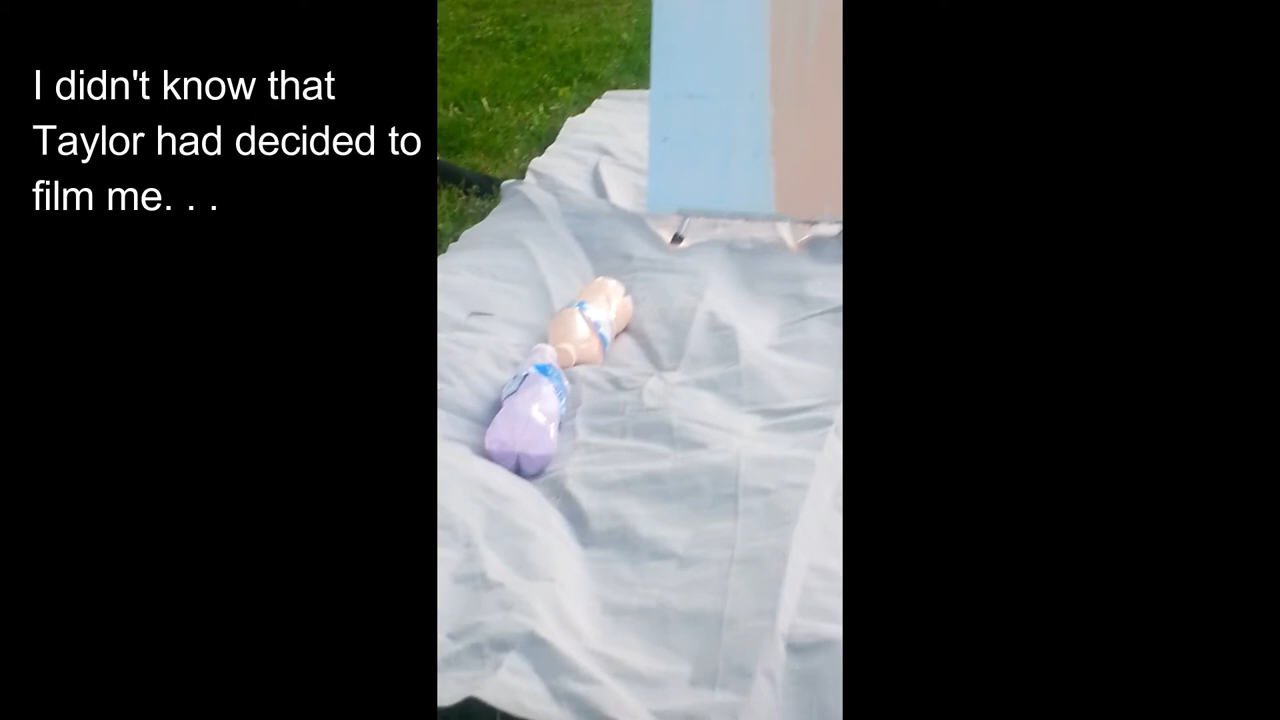 I didn't know that
Taylor had decided to
film me. . .